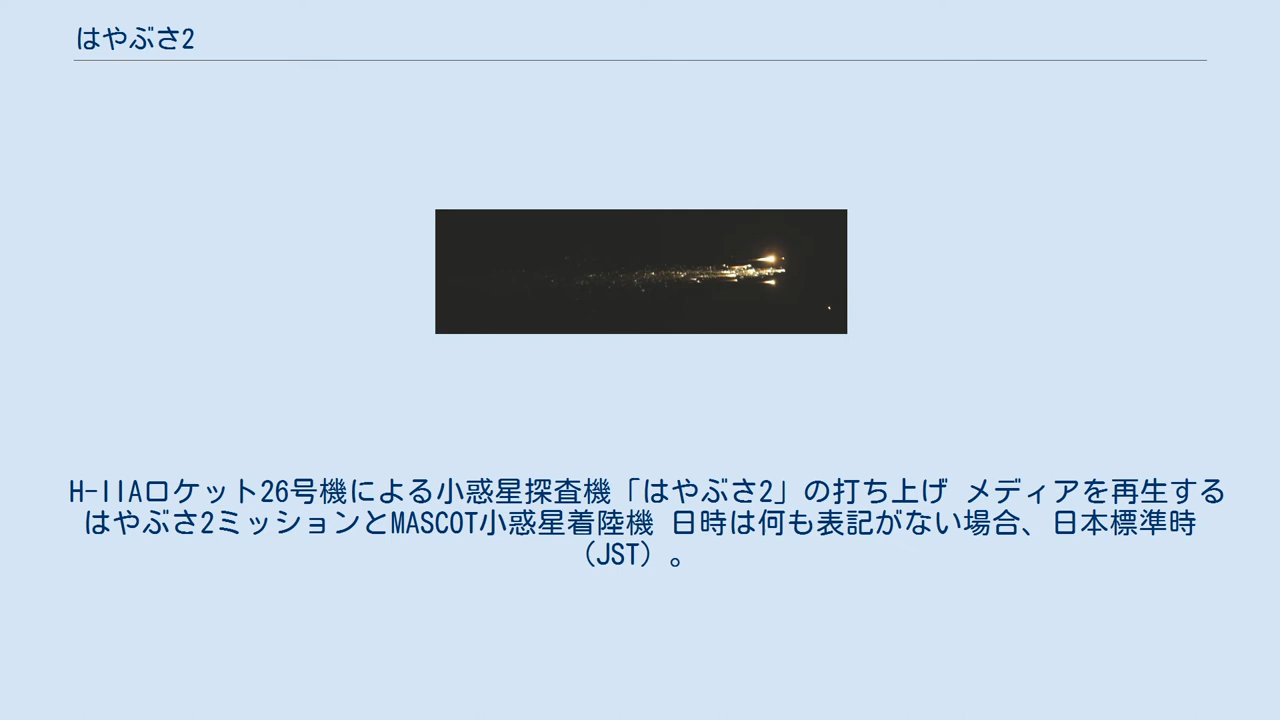 はやぶさ2
H-IIAロケット26号機による小惑星探査機「はやぶさ2」の打ち上げ メディアを再生する
はやぶさ2ミッションとMASCOT小惑星着陸機 日時は何も表記がない場合、日本標準時
（JST）。